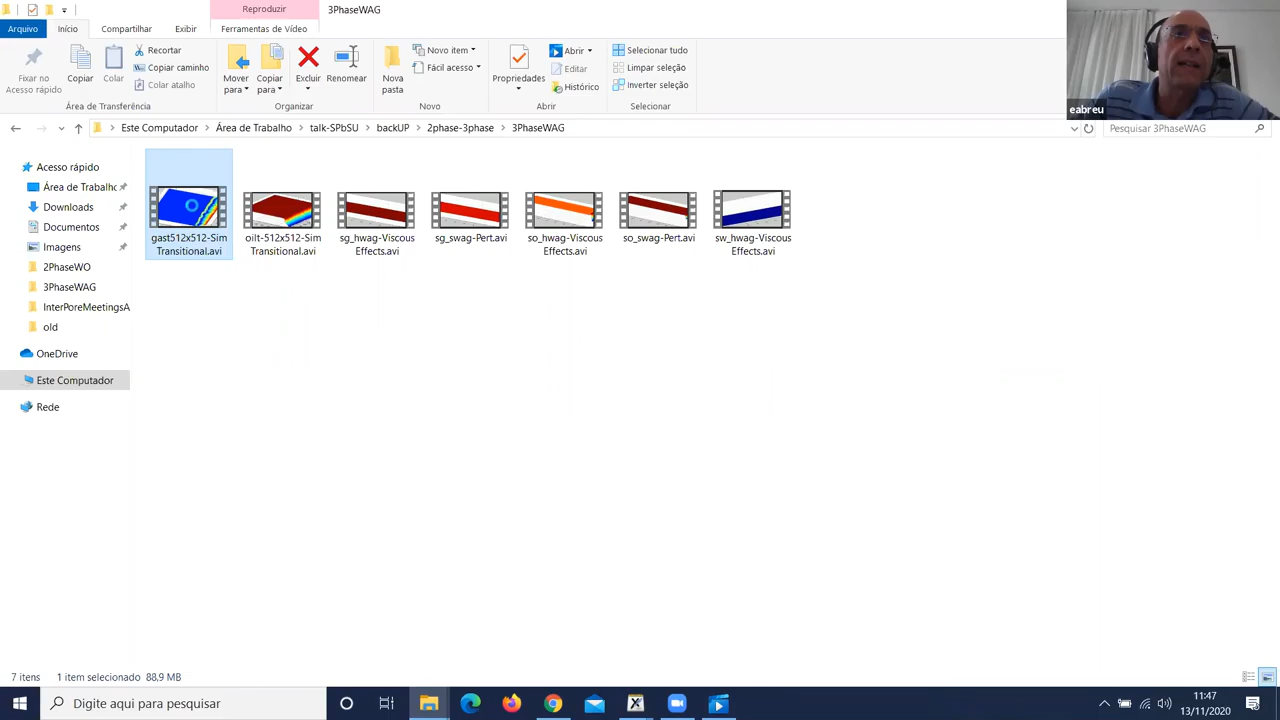 Reproduzir
3PhaseWAG
Arquivo
Início
Compartilhar
Exibir
Ferramentas de Vídeo
Fixar no
Acesso rápido
Copiar
Colar
Recortar
Copiar caminho
Colar atalho
Área de Transferência
Mover
para
Copiar
para
Excluir
Renomear
Organizar
Nova
pasta
Novo item
Fácil acesso
Novo
Propriedades
Abrir
Editar
Histórico
Abrir
Selecionar tudo
Limpar seleção
Inverter seleção
Selecionar
eabreu
Este Computador
Área de Trabalho
talk-SPbSU
backUP
2phase-3phase
3PhaseWAG
Pesquisar 3PhaseWAG
Acesso rápido
Área de Trabalho
Downloads
Documentos
Imagens
2PhaseWO
3PhaseWAG
InterPoreMeetingsA
old
OneDrive
Este Computador
Rede
gast512x512-Sim
Transitional.avi
oilt-512x512-Sim
Transitional.avi
sg_hwag-Viscous
Effects.avi
sg_swag-Pert.avi
so_hwag-Viscous
Effects.avi
so_swag-Pert.avi
sw_hwag-Viscous
Effects.avi
7 itens
1 item selecionado 88,9 MB
Digite aqui para pesquisar
11:47
13/11/2020